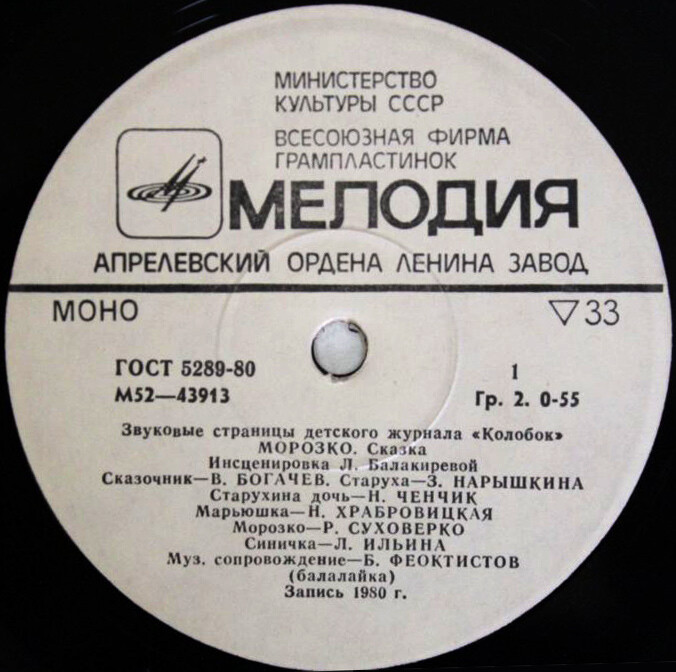 МИНИСТЕРСТВО
КУЛЬТУРЫ СССР
ВСЕСОЮЗНАЯ ФИРМА
ГРАМПЛАСТИНОК
МЕЛОДИЯ
АПРЕЛЕВСКИЙ ОРДЕНА ЛЕНИНА ЗАВОД
МОНО ▽33
ГОСТ 5289-80 1
М52—43913 Гр. 2. 0-55
Звуковые страницы детского журнала «Колобок»
МОРОЗКО. Сказка
Инсценировка Л. Балакиревой
Сказочник—В. БОГАЧЕВ. Старуха—З. НАРЫШКИНА
Старухина дочь—Н. ЧЕНЧИК
Марьюшка—Н. ХРАБРОВИЦКАЯ
Морозко—Р. СУХОВЕРКО
Синичка—Л. ИЛЬИНА
Муз. сопровождение—Б. ФЕОКТИСТОВ
(балалайка)
Запись 1980 г.